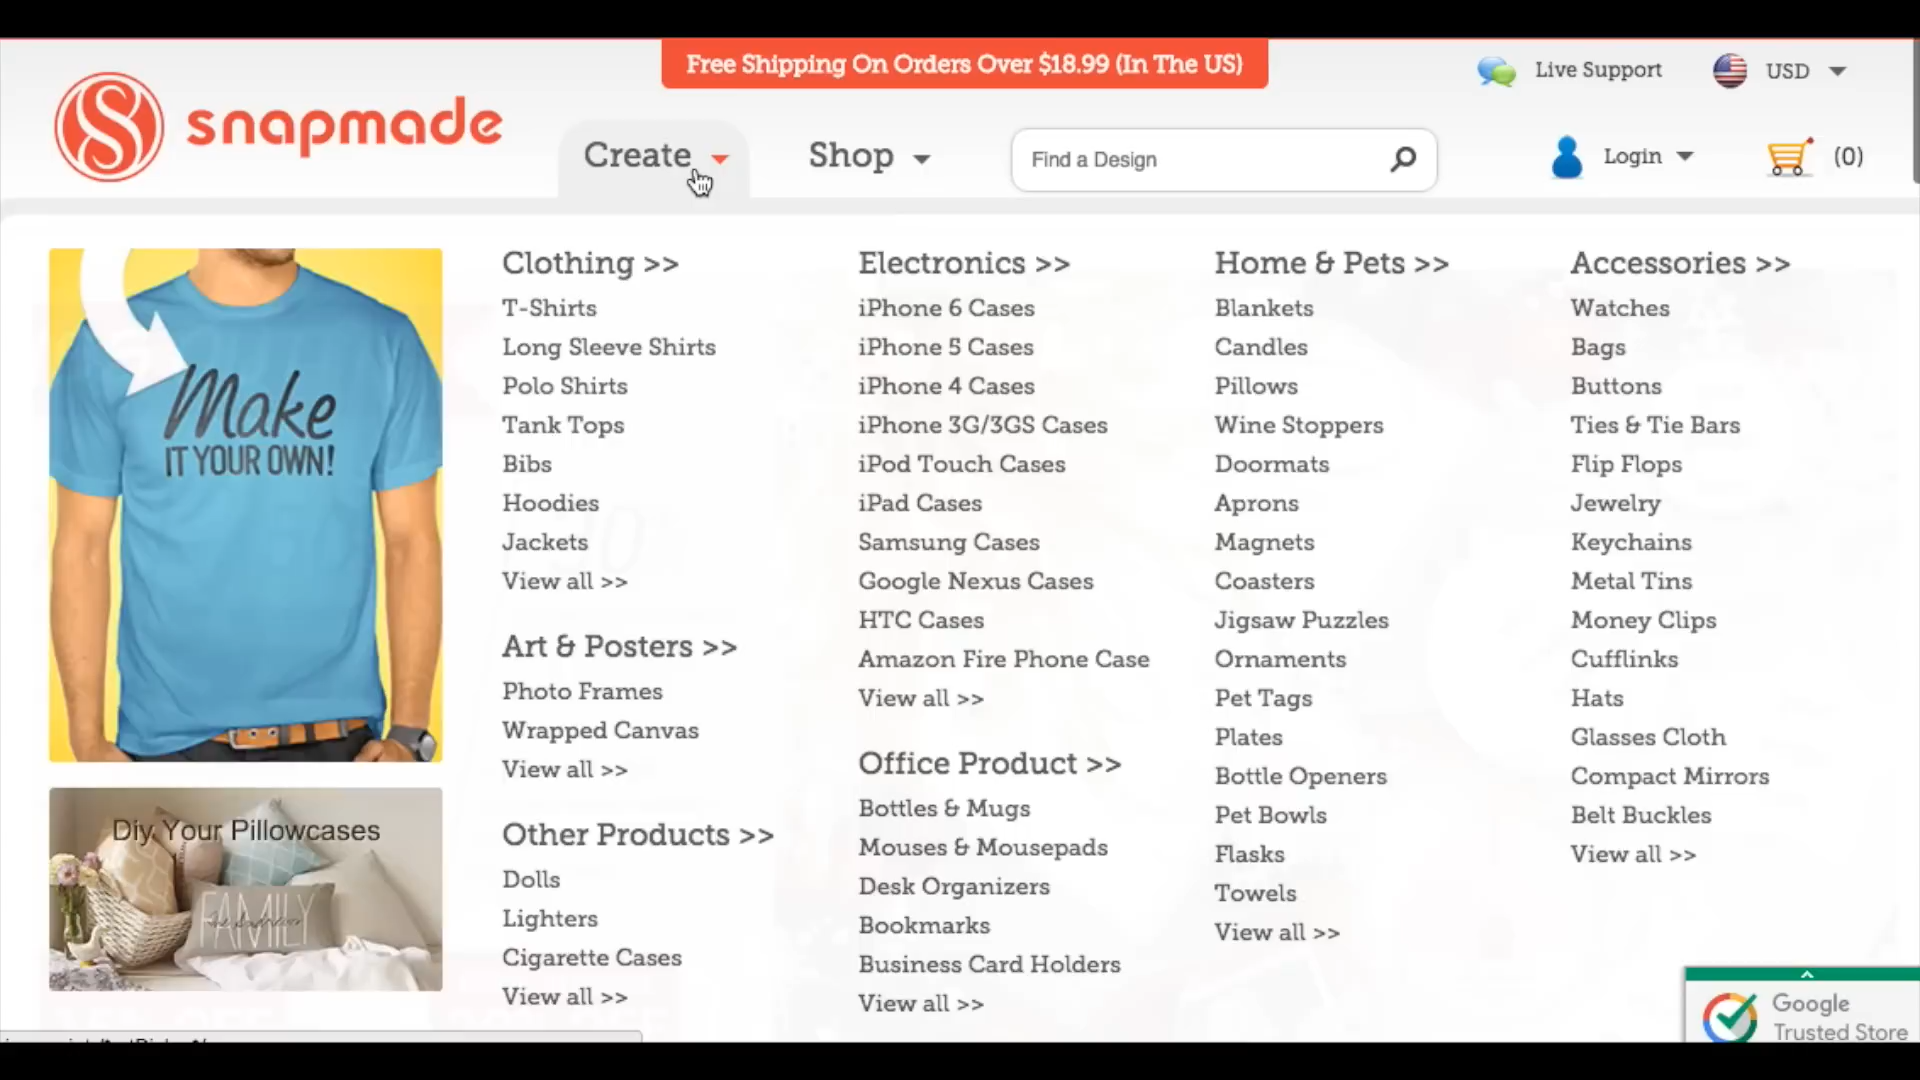 Free Shipping On Orders Over $18.99 (In The US)
Live Support
USD
snapmade
Create
Shop
Find a Design
Login
(0)
Make
IT YOUR OWN!
Diy Your Pillowcases
FAMILY
Clothing >>
T-Shirts
Long Sleeve Shirts
Polo Shirts
Tank Tops
Bibs
Hoodies
Jackets
View all >>
Art & Posters >>
Photo Frames
Wrapped Canvas
View all >>
Other Products >>
Dolls
Lighters
Cigarette Cases
View all >>
Electronics >>
iPhone 6 Cases
iPhone 5 Cases
iPhone 4 Cases
iPhone 3G/3GS Cases
iPod Touch Cases
iPad Cases
Samsung Cases
Google Nexus Cases
HTC Cases
Amazon Fire Phone Case
View all >>
Office Product >>
Bottles & Mugs
Mouses & Mousepads
Desk Organizers
Bookmarks
Business Card Holders
View all >>
Home & Pets >>
Blankets
Candles
Pillows
Wine Stoppers
Doormats
Aprons
Magnets
Coasters
Jigsaw Puzzles
Ornaments
Pet Tags
Plates
Bottle Openers
Pet Bowls
Flasks
Towels
View all >>
Accessories >>
Watches
Bags
Buttons
Ties & Tie Bars
Flip Flops
Jewelry
Keychains
Metal Tins
Money Clips
Cufflinks
Hats
Glasses Cloth
Compact Mirrors
Belt Buckles
View all >>
Google
Trusted Store